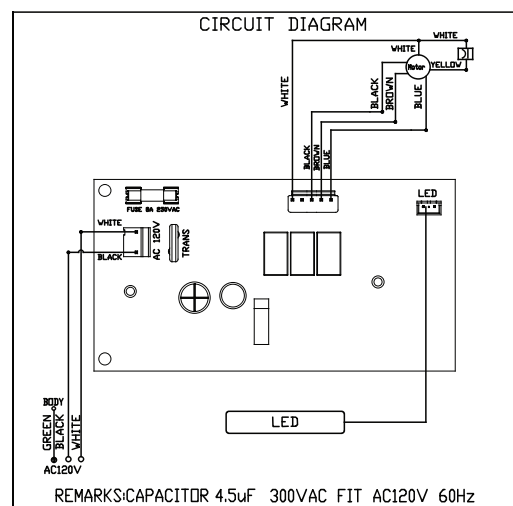 CIRCUIT DIAGRAM
WHITE
WHITE
Motor
YELLOW
WHITE
BLACK
BROWN
BLUE
BLACK
BROWN
BLUE
LED
FUSE 8A 250VAC
WHITE
BLACK
AC 120V
TRANS
LED
BODY
GREEN
BLACK
WHITE
AC120V
REMARKS:CAPACITOR 4.5uF 300VAC FIT AC120V 60Hz